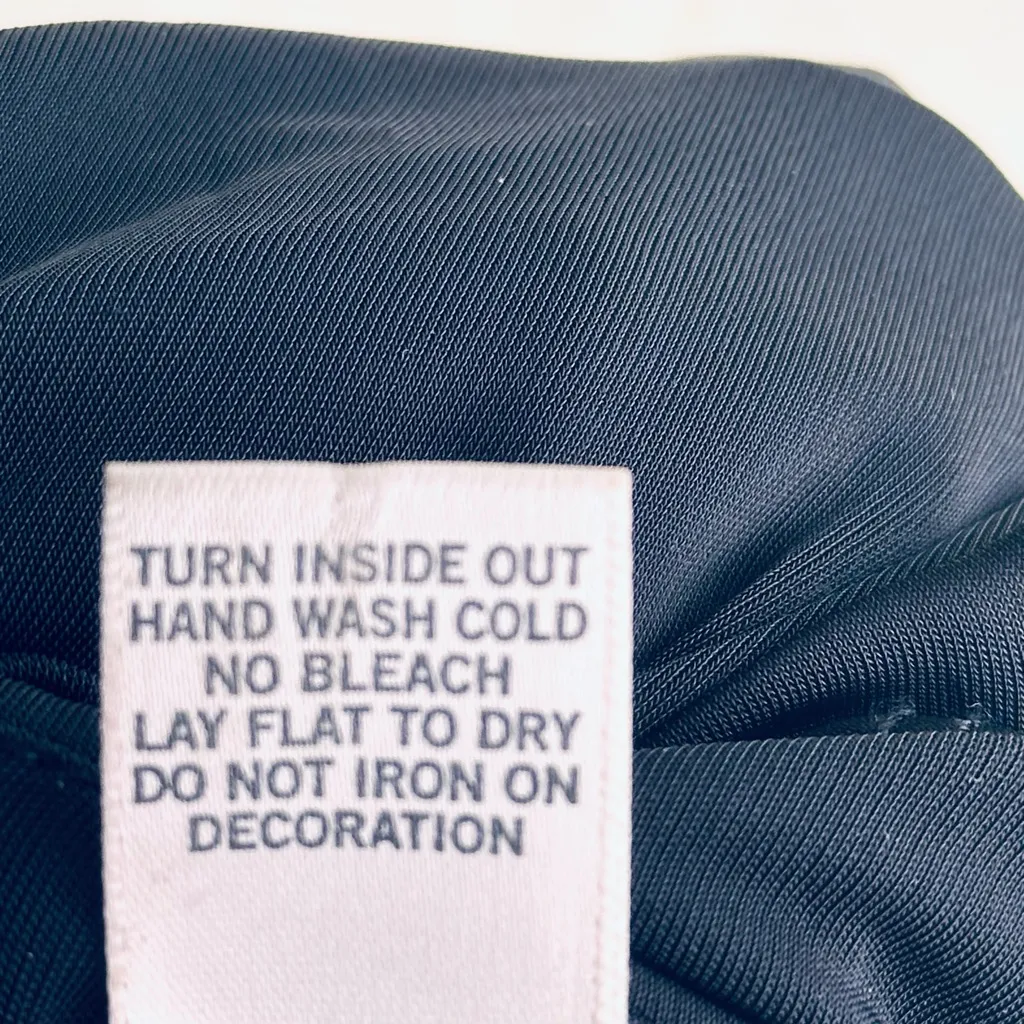 TURN INSIDE OUT
HAND WASH COLD
NO BLEACH
LAY FLAT TO DRY
DO NOT IRON ON
DECORATION